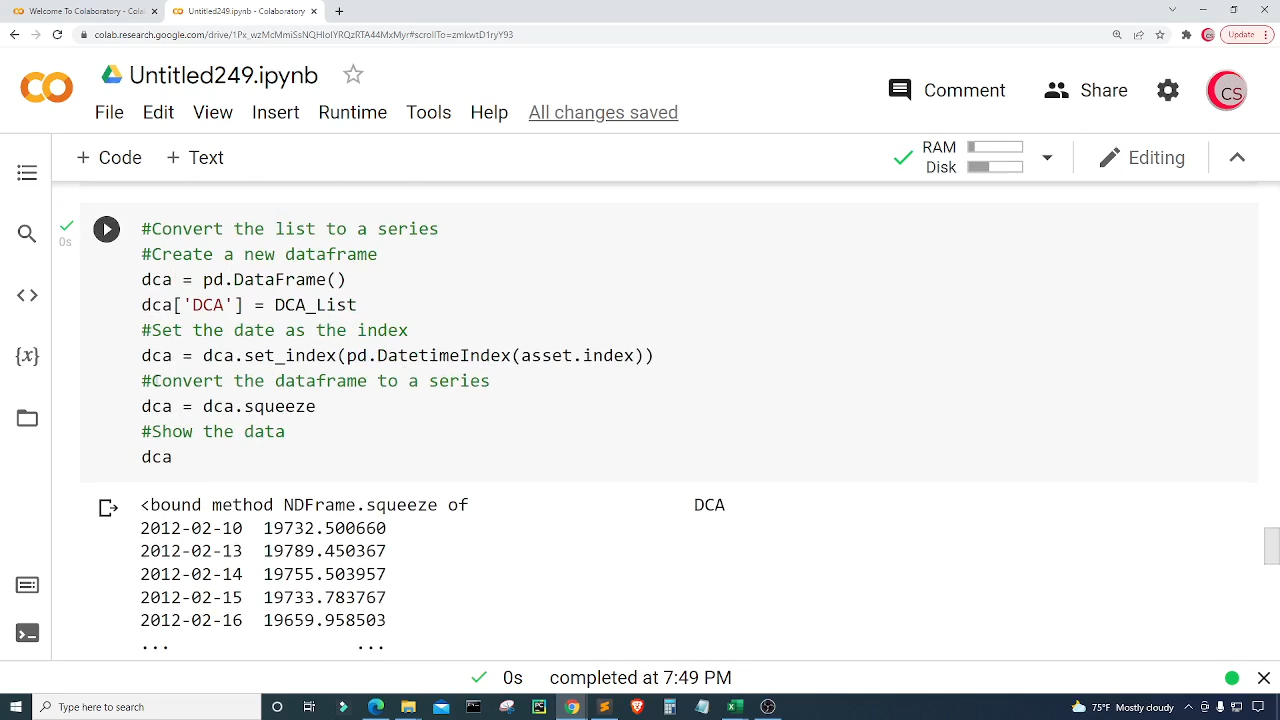 Welcome To Colaboratory - Colal
Untitled249.ipynb - Colaboratory
colab.research.google.com/drive/1Px_wzMcMmiSsNQHIoIYRQzRTA44MxMyr#scrollTo=zmkwtD1ryY93
Update
Untitled249.ipynb
Comment
Share
CS
File Edit View Insert Runtime Tools Help All changes saved
+ Code + Text
RAM
Disk
Editing
0s
#Convert the list to a series
#Create a new dataframe
dca = pd.DataFrame()
dca['DCA'] = DCA_List
#Set the date as the index
dca = dca.set_index(pd.DatetimeIndex(asset.index))
#Convert the dataframe to a series
dca = dca.squeeze
#Show the data
dca
{x}
<bound method NDFrame.squeeze of DCA
2012-02-10 19732.500660
2012-02-13 19789.450367
2012-02-14 19755.503957
2012-02-15 19733.783767
2012-02-16 19659.958503
... ...
0s completed at 7:49 PM
Type here to search
73°F Mostly cloudy